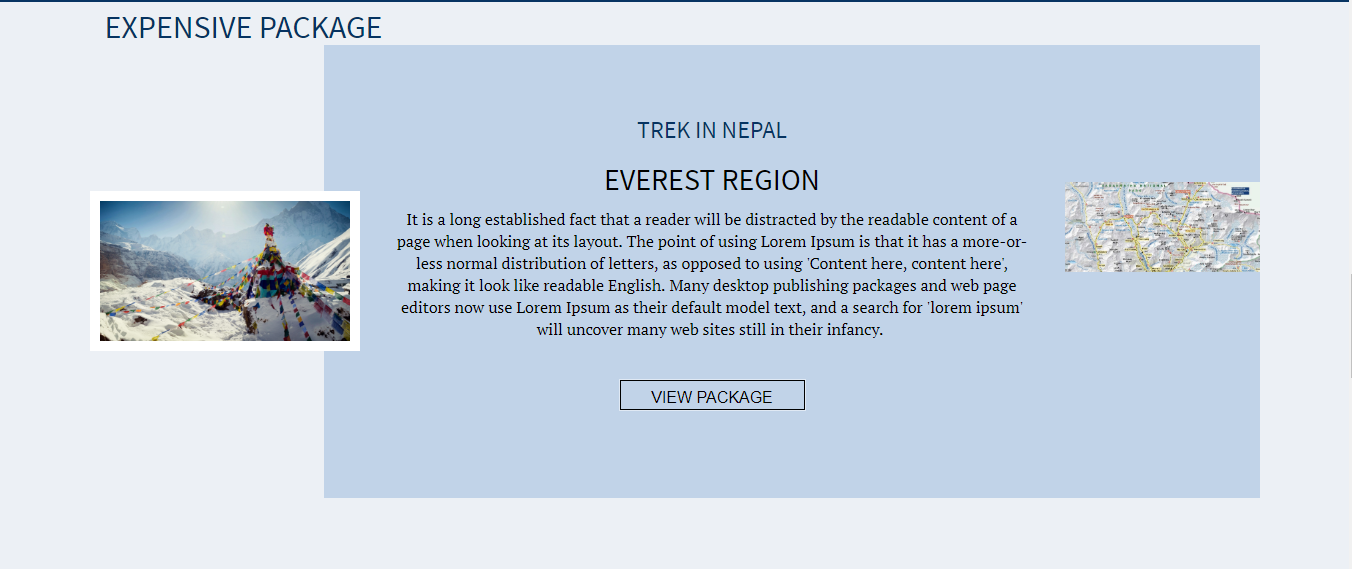 EXPENSIVE PACKAGE
TREK IN NEPAL
EVEREST REGION
It is a long established fact that a reader will be distracted by the readable content of a
page when looking at its layout. The point of using Lorem Ipsum is that it has a more-or-
less normal distribution of letters, as opposed to using 'Content here, content here',
making it look like readable English. Many desktop publishing packages and web page
editors now use Lorem Ipsum as their default model text, and a search for 'lorem ipsum'
will uncover many web sites still in their infancy.
VIEW PACKAGE